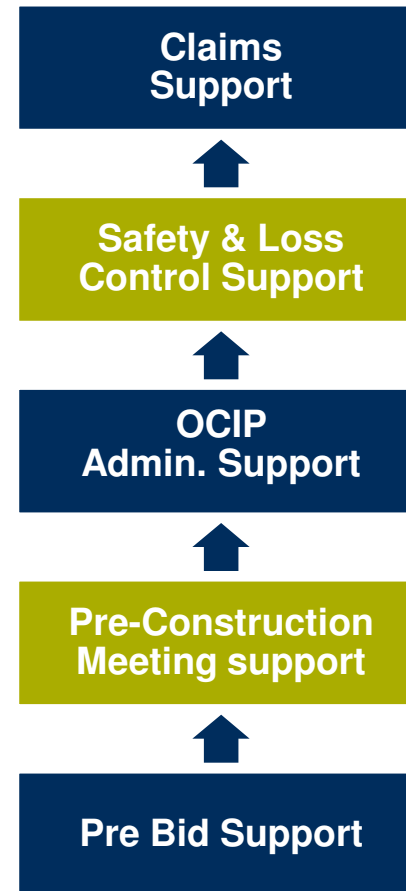 Claims
Support
Safety & Loss
Control Support
OCIP
Admin. Support
Pre-Construction
Meeting support
Pre Bid Support